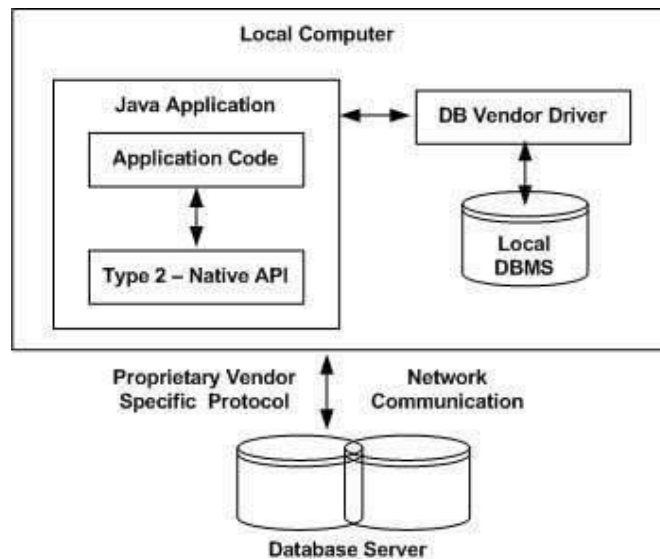 Local Computer
Java Application
DB Vendor Driver
Application Code
Type 2 – Native API
Local
DBMS
Proprietary Vendor
Specific Protocol
Network
Communication
Database Server